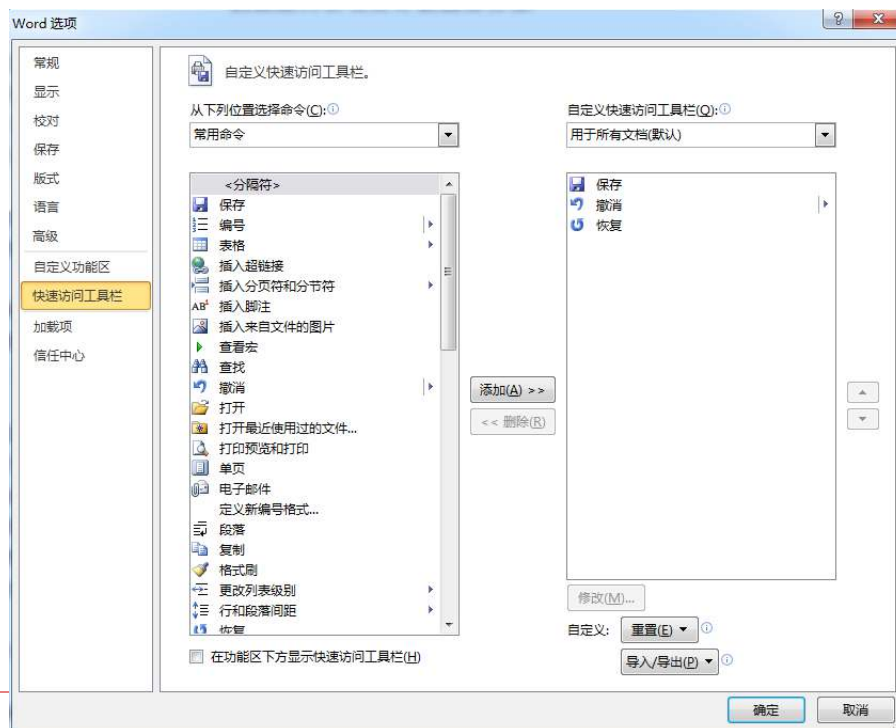 Word 选项
常规
显示
校对
保存
版式
语言
高级
自定义功能区
快速访问工具栏
加载项
信任中心
自定义快速访问工具栏。
从下列位置选择命令(C):
常用命令
<分隔符>
保存
编号
表格
插入超链接
插入分页符和分节符
AB¹ 插入脚注
插入来自文件的图片
查看宏
查找
撤消
打开
打开最近使用过的文件...
打印预览和打印
单页
电子邮件
定义新编号格式...
段落
复制
格式刷
更改列表级别
行和段落间距
恢复
在功能区下方显示快速访问工具栏(H)
添加(A) >>
<< 删除(R)
自定义快速访问工具栏(Q):
用于所有文档(默认)
保存
撤消
恢复
修改(M)...
自定义: 重置(E)
导入/导出(P)
确定 取消